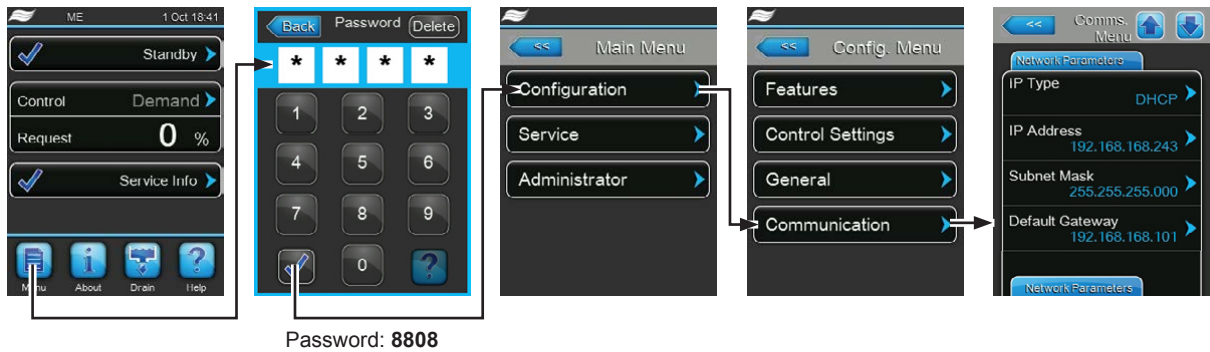 ME 1 Oct 18:41
Standby
Control Demand
Request 0 %
Service Info
Menu About Drain Help
Back Password Delete
* * * *
1 2 3
4 5 6
7 8 9
0 ?
Password: 8808
<< Main Menu
Configuration
Service
Administrator
<< Config. Menu
Features
Control Settings
General
Communication
<< Comms.
Menu
Network Parameters
IP Type
DHCP
IP Address
192.168.168.243
Subnet Mask
255.255.255.000
Default Gateway
192.168.168.101
Network Parameters